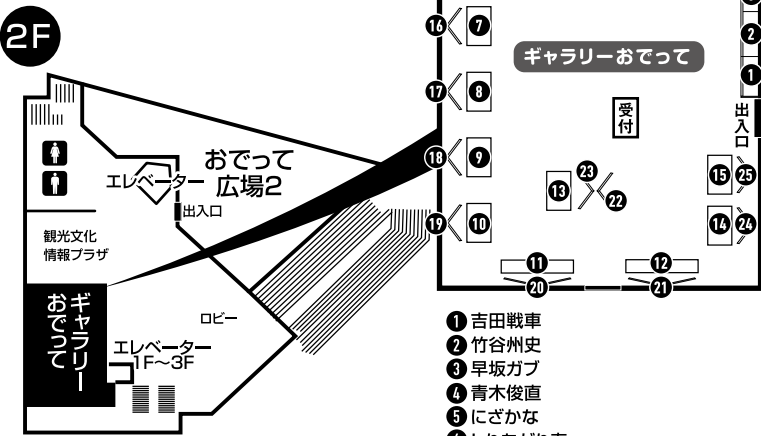 2F
エレベーター
おでって
広場2
出入口
観光文化
情報プラザ
ギャラリー
おでって
ロビー
エレベーター
1F〜3F
16
7
17
8
18
9
19
10
ギャラリーおでって
受付
2
1
出入口
23
13
22
15
25
14
24
11
20
12
21
1 吉田戦車
2 竹谷州史
3 早坂ガブ
4 青木俊直
5 にざかな